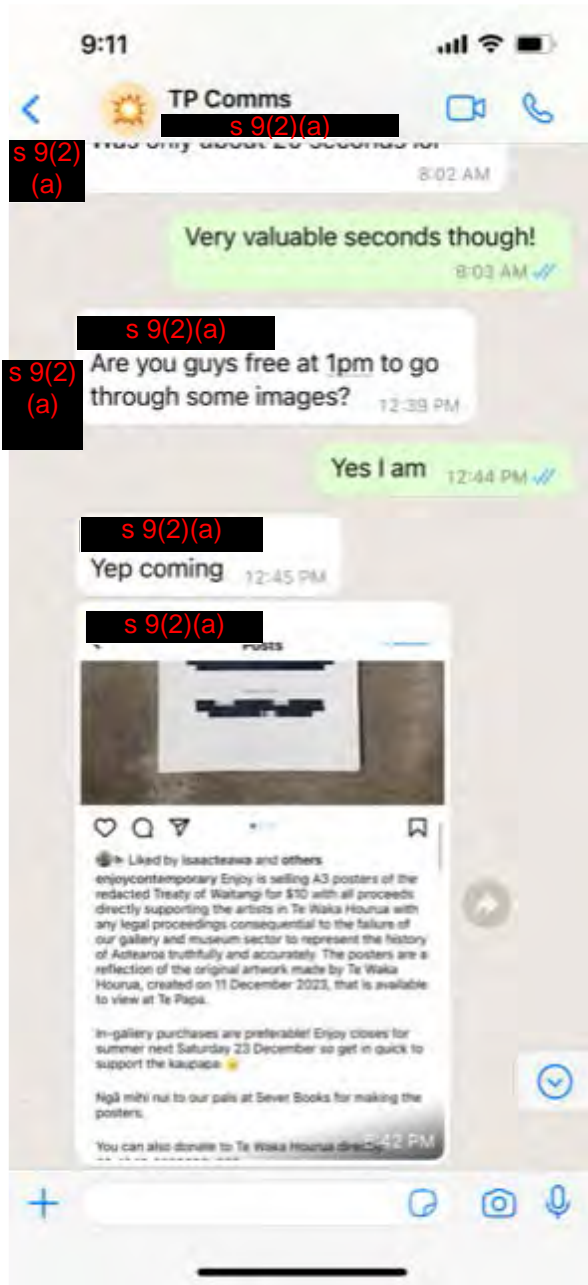 9:11
TP Comms
s 9(2)(a)
s 9(2)
(a)
Was only about 20 seconds lol
8:02 AM
Very valuable seconds though!
8:03 AM
s 9(2)(a)
s 9(2)
(a)
Are you guys free at 1pm to go
through some images? 12:39 PM
Yes I am 12:44 PM
s 9(2)(a)
Yep coming 12:45 PM
s 9(2)(a)
Posts
Liked by isaacteawa and others
enjoycontemporary Enjoy is selling A3 posters of the
redacted Treaty of Waitangi for $10 with all proceeds
directly supporting the artists in Te Waka Hourua with
any legal proceedings consequential to the failure of
our gallery and museum sector to represent the history
of Aotearoa truthfully and accurately. The posters are a
reflection of the original artwork made by Te Waka
Hourua, created on 11 December 2023, that is available
to view at Te Papa.
In-gallery purchases are preferable! Enjoy closes for
summer next Saturday 23 December so get in quick to
support the kaupapa.
Ngā mihi nui to our pals at Sever Books for making the
posters.
You can also donate to Te Waka Hourua
:42 PM